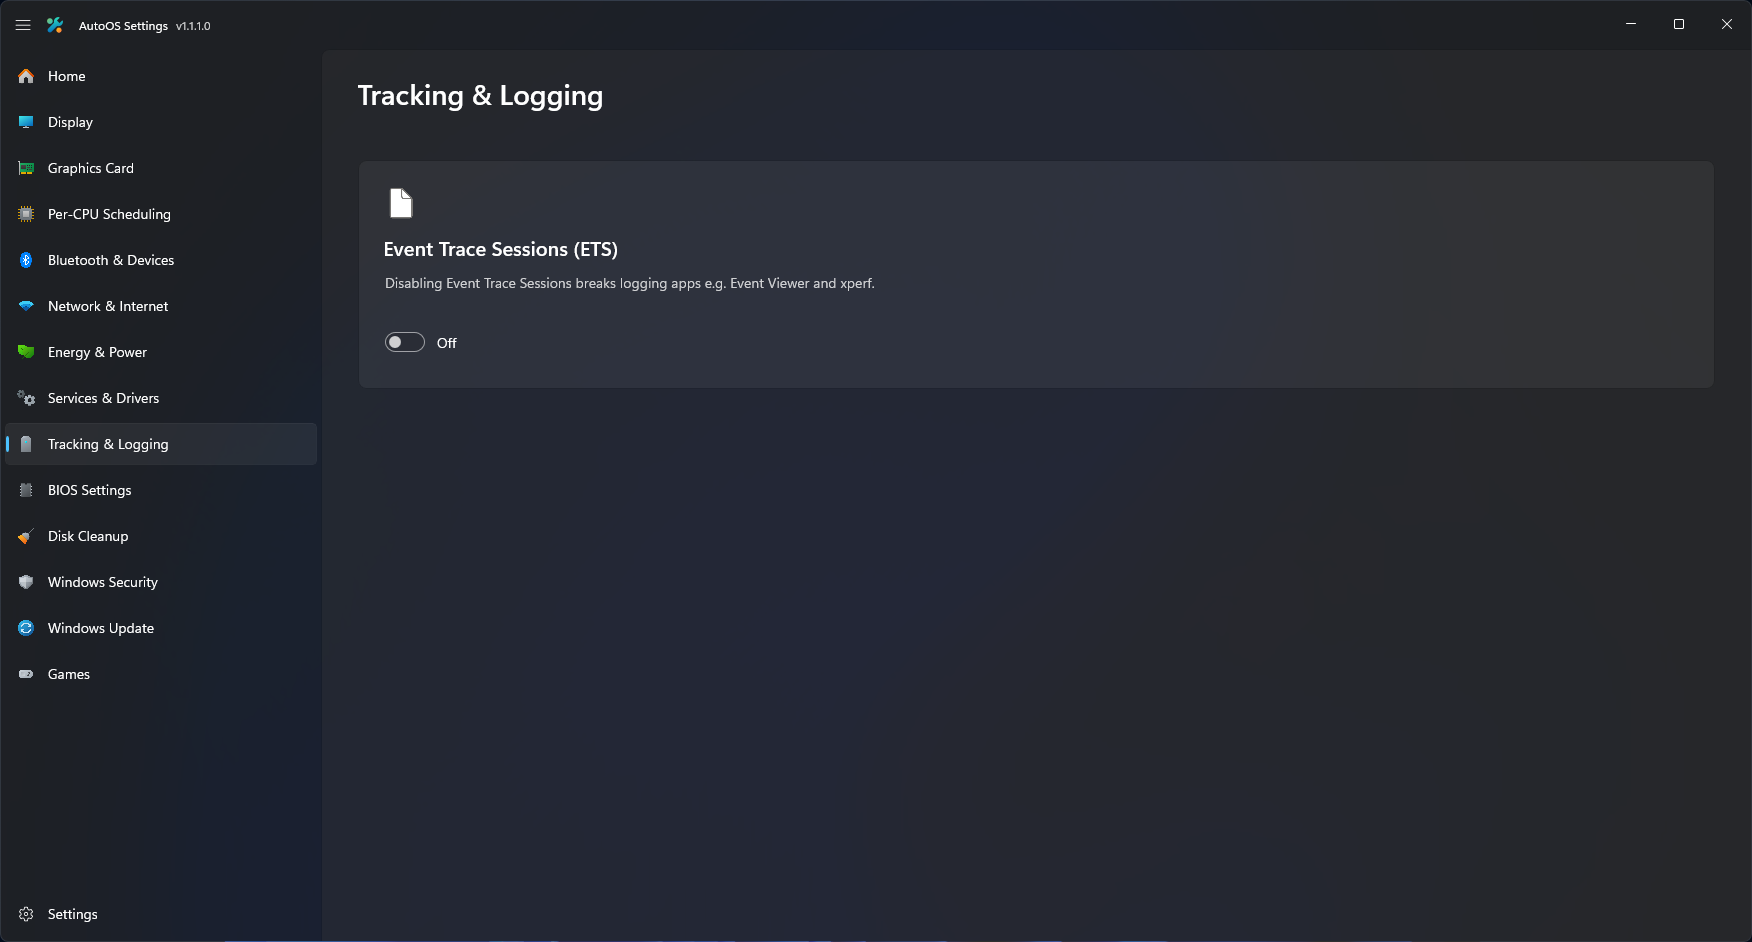 AutoOS Settings v1.1.1.0
Home
Display
Graphics Card
Per-CPU Scheduling
Bluetooth & Devices
Network & Internet
Energy & Power
Services & Drivers
Tracking & Logging
BIOS Settings
Disk Cleanup
Windows Security
Windows Update
Games
Settings
Tracking & Logging
Event Trace Sessions (ETS)
Disabling Event Trace Sessions breaks logging apps e.g. Event Viewer and xperf.
Off